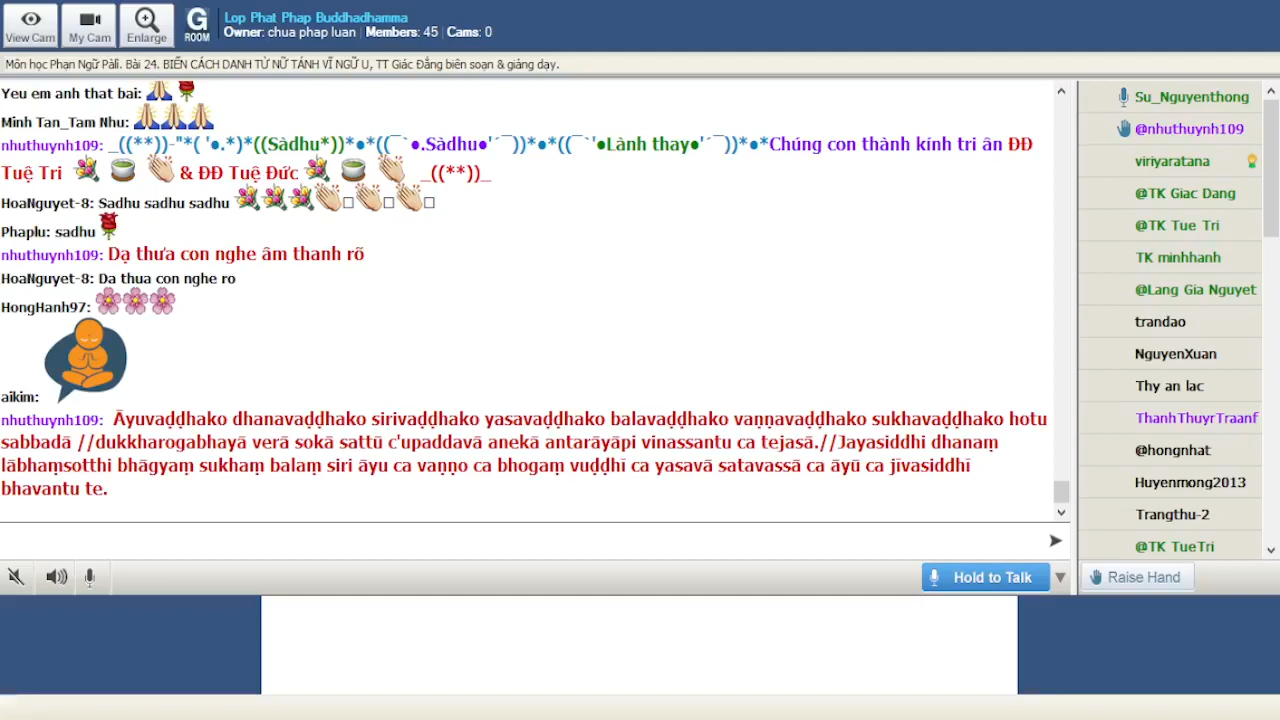 View Cam
My Cam
Enlarge
G
ROOM
Lop Phat Phap Buddhadhamma
Owner: chua phap luan | Members: 45 | Cams: 0
Môn học Phạn Ngữ Pālī. Bài 24. BIẾN CÁCH DANH TỪ NỮ TÁNH VĨ NGỮ U, TT Giác Đẳng biên soạn & giảng dạy.
Yeu em anh that bai:
Minh Tan_Tam Nhu:
nhuthuynh109: _((**))-"*( '●.*)*((Sàdhu*))*●*((¯`●.Sàdhu●'´¯))*●*((¯`'●Lành thay●'´¯))*●*Chúng con thành kính tri ân ĐĐ
Tuệ Tri & ĐĐ Tuệ Đức _((**))_
HoaNguyet-8: Sadhu sadhu sadhu
Phaplu: sadhu
nhuthuynh109: Dạ thưa con nghe âm thanh rõ
HoaNguyet-8: Da thua con nghe ro
HongHanh97:
aikim:
nhuthuynh109: Āyuvaḍḍhako dhanavaḍḍhako sirivaḍḍhako yasavaḍḍhako balavaḍḍhako vaṇṇavaḍḍhako sukhavaḍḍhako hotu
sabbadā //dukkharogabhayā verā sokā sattū c'upaddavā anekā antarāyāpi vinassantu ca tejasā.//Jayasiddhi dhanaṃ
lābhaṃsotthi bhāgyaṃ sukhaṃ balaṃ siri āyu ca vaṇṇo ca bhogaṃ vuḍḍhī ca yasavā satavassā ca āyū ca jīvasiddhī
bhavantu te.
Hold to Talk
Su_Nguyenthong
@nhuthuynh109
viriyaratana
@TK Giac Dang
@TK Tue Tri
TK minhhanh
@Lang Gia Nguyet
trandao
NguyenXuan
Thy an lac
ThanhThuyrTraanf
@hongnhat
Huyenmong2013
Trangthu-2
@TK TueTri
Raise Hand